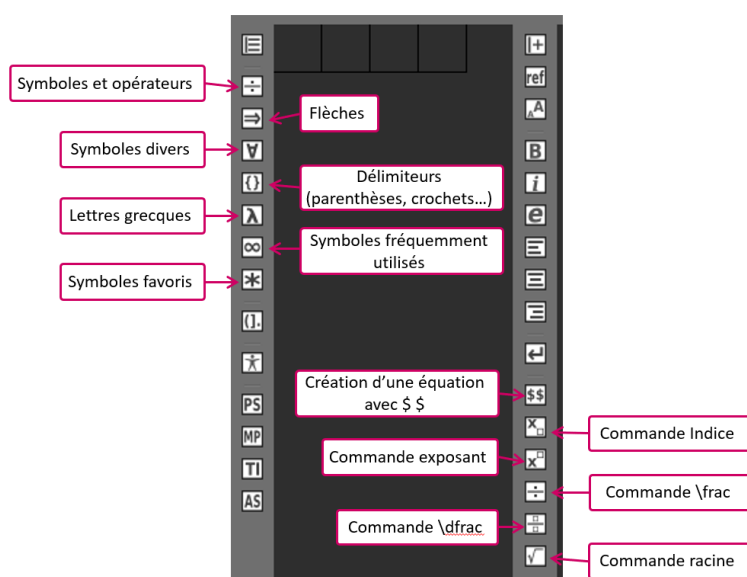 Symboles et opérateurs
Flèches
Symboles divers
Délimiteurs
(parenthèses, crochets...)
Lettres grecques
Symboles fréquemment
utilisés
Symboles favoris
Création d'une équation
avec $ $
Commande Indice
Commande exposant
Commande \frac
Commande \dfrac
Commande racine
÷
⇒
∀
{}
λ
∞
*
(].
PS
MP
TI
AS
|+
ref
AA
B
i
e
$$
x
x
÷
√